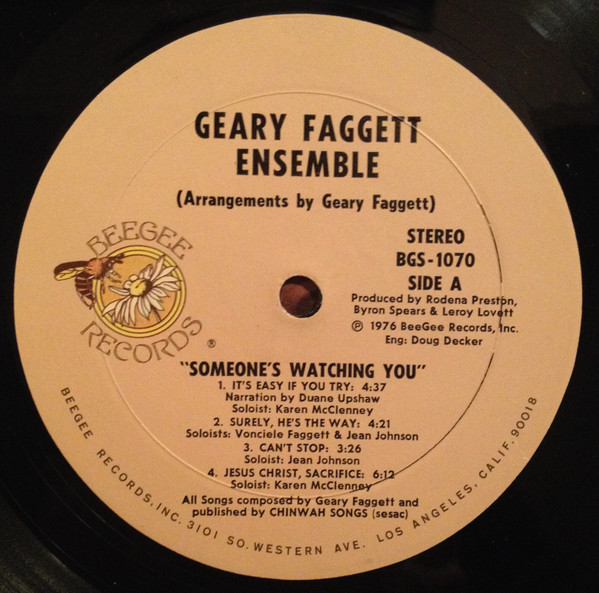 GEARY FAGGETT
ENSEMBLE
(Arrangements by Geary Faggett)
STEREO
BGS-1070
SIDE A
Produced by Rodena Preston,
Byron Spears & Leroy Lovett
℗ 1976 BeeGee Records, Inc.
Eng: Doug Decker
BEEGEE
RECORDS
®
"SOMEONE'S WATCHING YOU"
1. IT'S EASY IF YOU TRY: 4:37
Narration by Duane Upshaw
Soloist: Karen McClenney
2. SURELY, HE'S THE WAY: 4:21
Soloists: Vonciele Faggett & Jean Johnson
3. CAN'T STOP: 3:26
Soloist: Jean Johnson
4. JESUS CHRIST, SACRIFICE: 6:12
Soloist: Karen McClenney
All Songs composed by Geary Faggett and
published by CHINWAH SONGS (sesac)
BEEGEE RECORDS, INC. 3101 SO. WESTERN AVE. LOS ANGELES, CALIF. 90018